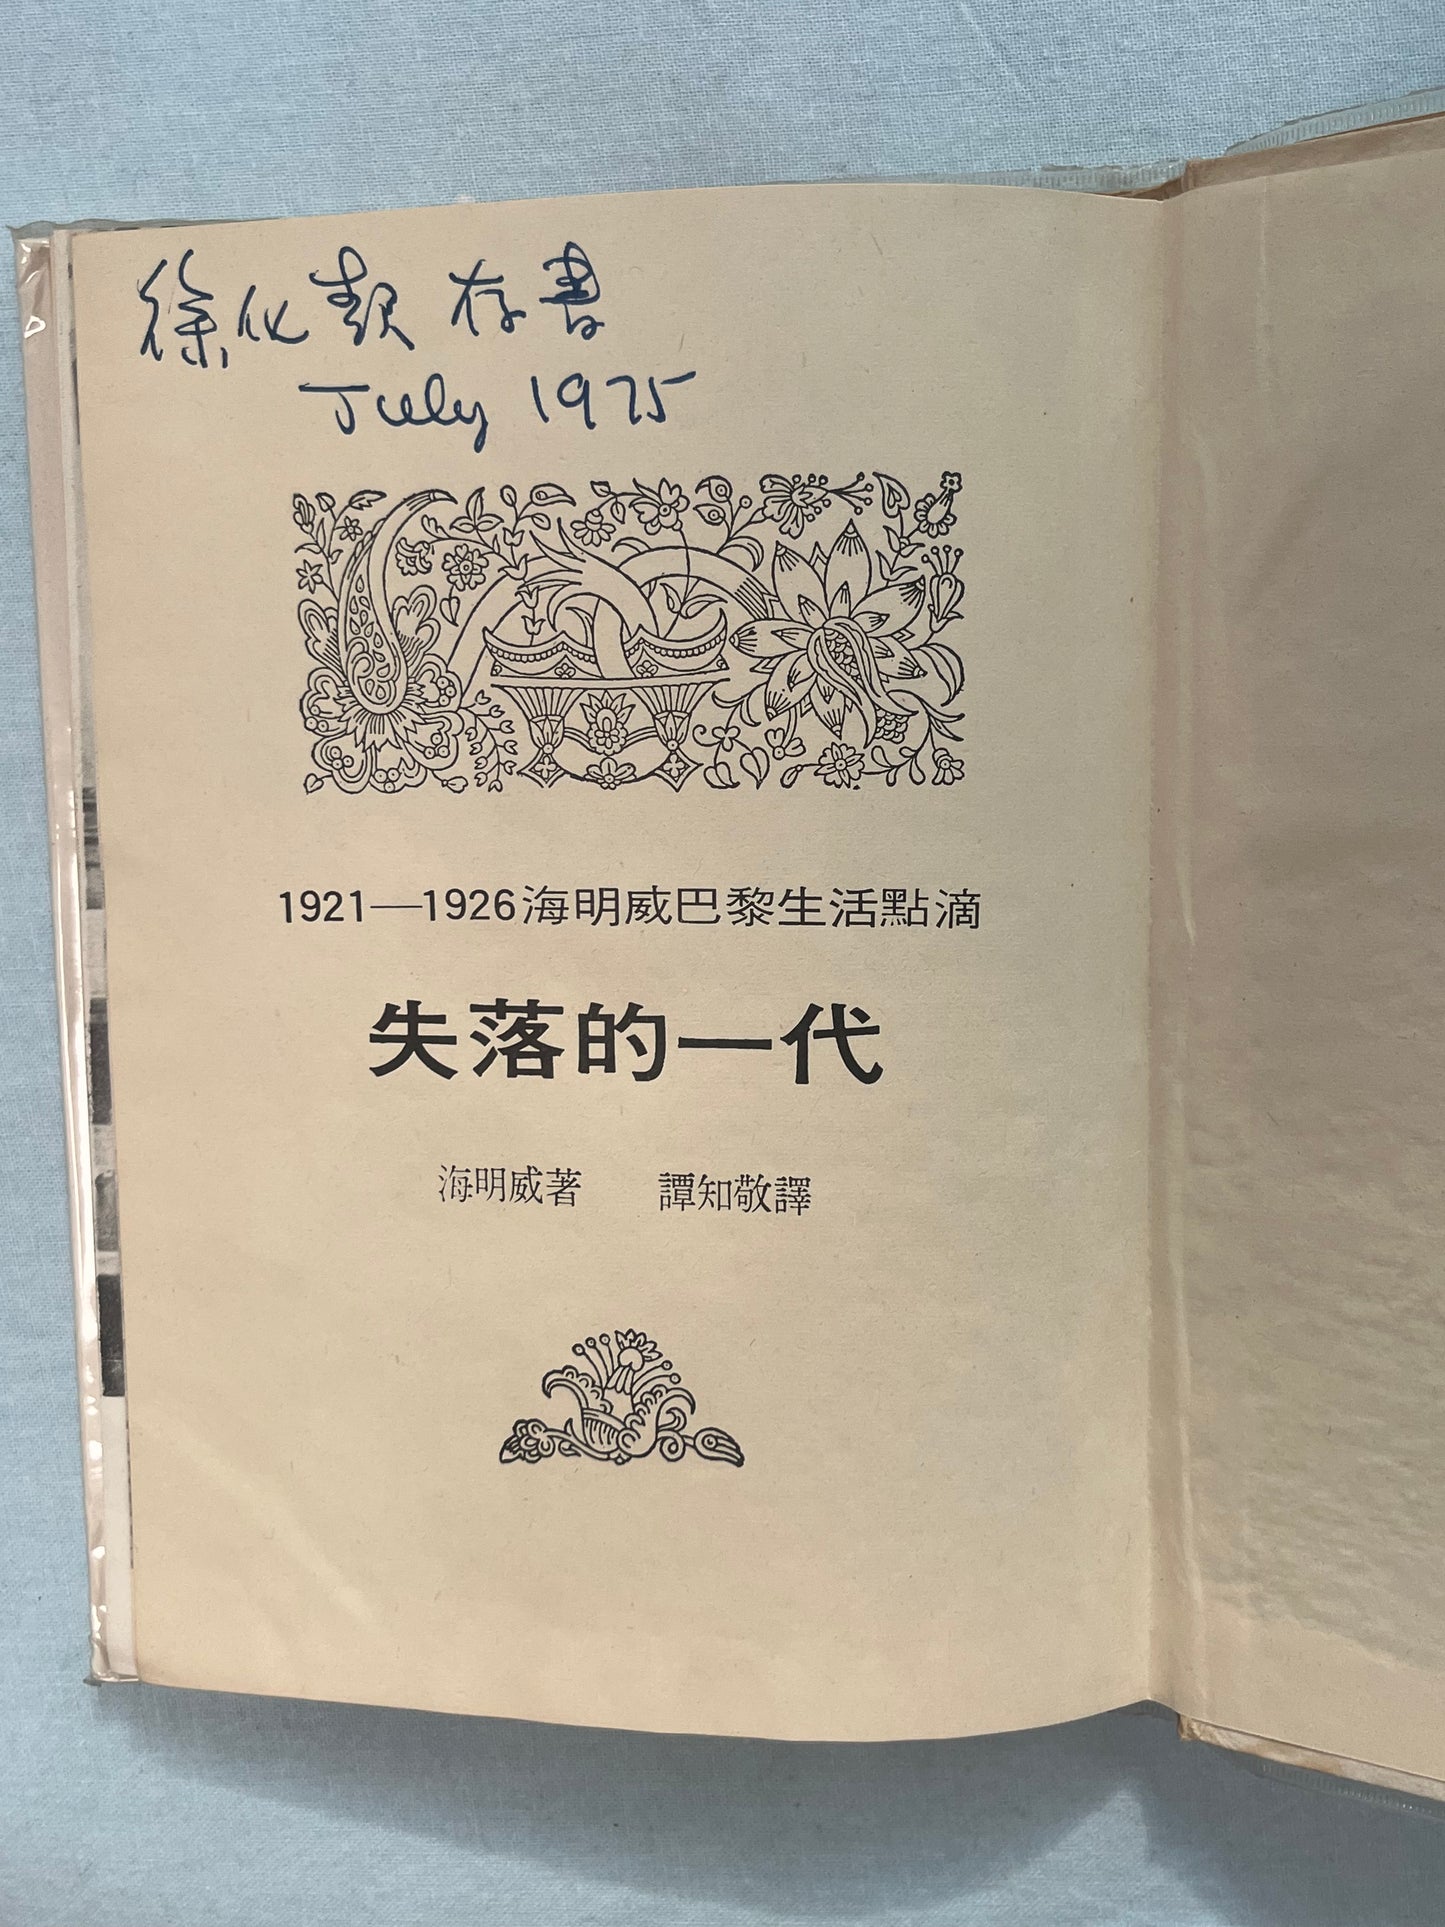 徐化 存書
July 1975
1921—1926海明威巴黎生活點滴
失落的一代
海明威著 譚知敬譯